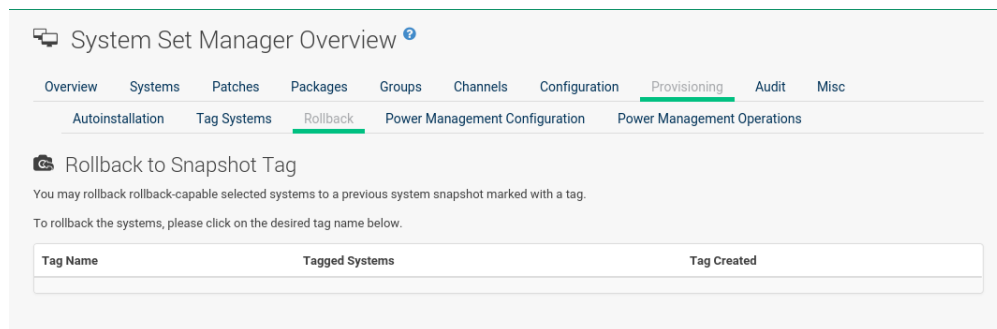 System Set Manager Overview ?
Overview Systems Patches Packages Groups Channels Configuration Provisioning Audit Misc
Autoinstallation Tag Systems Rollback Power Management Configuration Power Management Operations
Rollback to Snapshot Tag
You may rollback rollback-capable selected systems to a previous system snapshot marked with a tag.
To rollback the systems, please click on the desired tag name below.
Tag Name Tagged Systems Tag Created